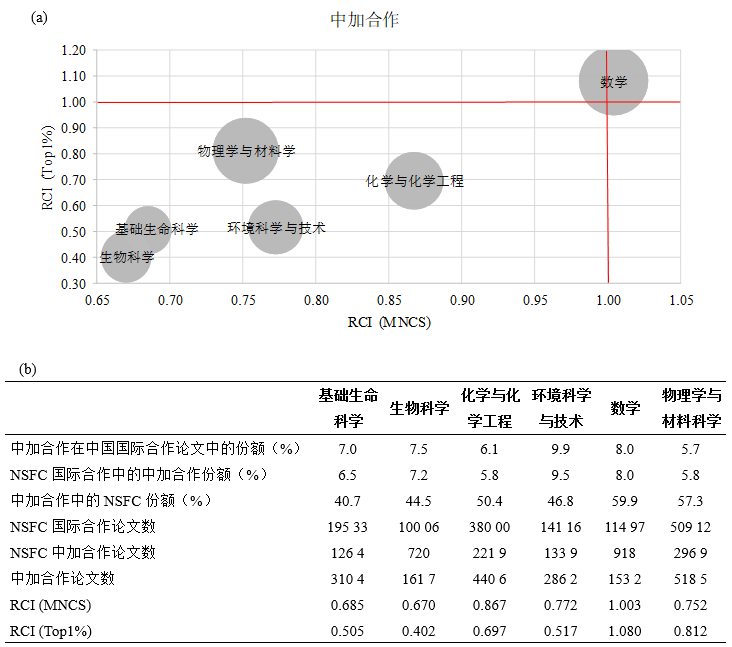 (a)
中加合作
1.20
1.10
1.00
0.90
0.80
0.70
0.60
0.50
0.40
0.30
RCI (Top1%)
数学
物理学与材料学
化学与化学工程
基础生命科学
环境科学与技术
生物科学
0.65 0.70 0.75 0.80 0.85 0.90 0.95 1.00 1.05
RCI (MNCS)
(b)
基础生命科学 生物科学 化学与化学工程 环境科学与技术 数学 物理学与材料科学
中加合作在中国国际合作论文中的份额（%） 7.0 7.5 6.1 9.9 8.0 5.7
NSFC 国际合作中的中加合作份额（%） 6.5 7.2 5.8 9.5 8.0 5.8
中加合作中的 NSFC 份额（%） 40.7 44.5 50.4 46.8 59.9 57.3
NSFC 国际合作论文数 195 33 100 06 380 00 141 16 114 97 509 12
NSFC 中加合作论文数 126 4 720 221 9 133 9 918 296 9
中加合作论文数 310 4 161 7 440 6 286 2 153 2 518 5
RCI (MNCS) 0.685 0.670 0.867 0.772 1.003 0.752
RCI (Top1%) 0.505 0.402 0.697 0.517 1.080 0.812